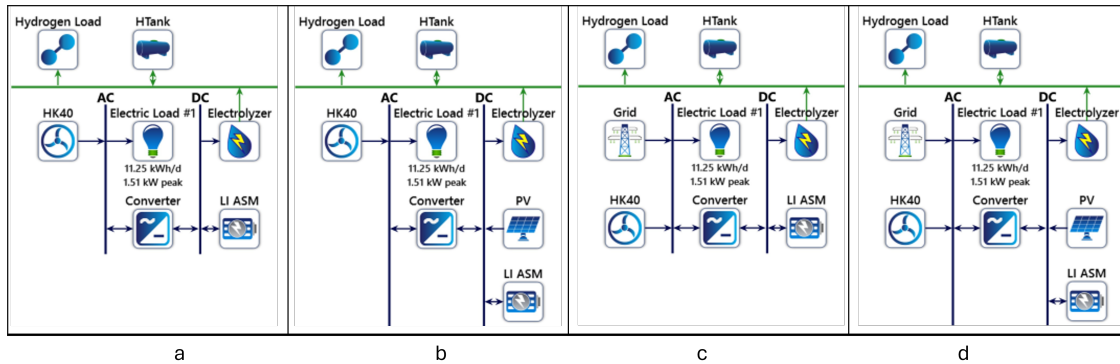 Hydrogen Load HTank
AC DC
HK40 Electric Load #1 Electrolyzer
11.25 kWh/d
1.51 kW peak
Converter LI ASM
a
Hydrogen Load HTank
AC DC
HK40 Electric Load #1 Electrolyzer
11.25 kWh/d
1.51 kW peak
Converter PV
LI ASM
b
Hydrogen Load HTank
AC DC
Grid Electric Load #1 Electrolyzer
11.25 kWh/d
1.51 kW peak
HK40 Converter LI ASM
c
Hydrogen Load HTank
AC DC
Grid Electric Load #1 Electrolyzer
11.25 kWh/d
1.51 kW peak
HK40 Converter PV
LI ASM
d